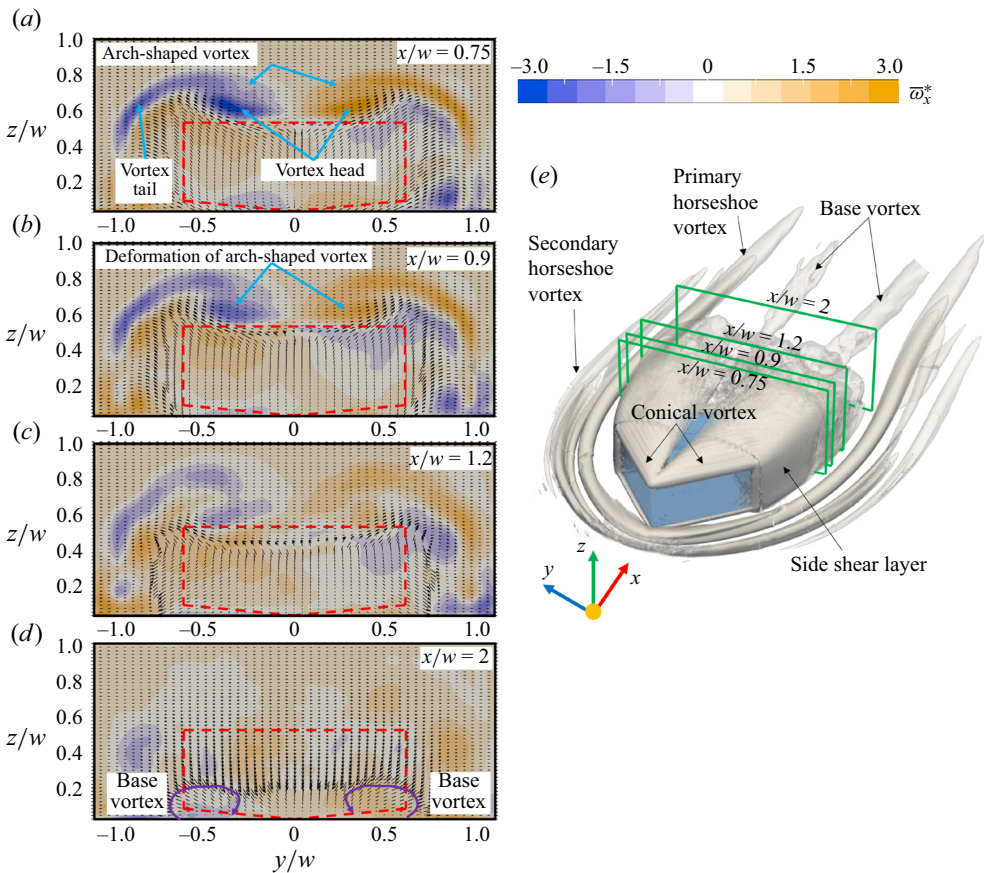 (a)
1.0
0.8
0.6
0.4
0.2
z/w
Arch-shaped vortex
x/w = 0.75
Vortex
tail
Vortex head
–1.0 –0.5 0 0.5 1.0
(b)
1.0
0.8
0.6
0.4
0.2
z/w
Deformation of arch-shaped vortex
x/w = 0.9
–1.0 –0.5 0 0.5 1.0
(c)
1.0
0.8
0.6
0.4
0.2
z/w
x/w = 1.2
–1.0 –0.5 0 0.5 1.0
(d)
1.0
0.8
0.6
0.4
0.2
z/w
x/w = 2
Base
vortex
Base
vortex
–1.0 –0.5 0 0.5 1.0
y/w
–3.0 –1.5 0 1.5 3.0
ω̅*ₓ
(e)
Primary
horseshoe
vortex
Base vortex
Secondary
horseshoe
vortex
x/w = 2
x/w = 1.2
x/w = 0.9
x/w = 0.75
Conical vortex
Side shear layer
z
y
x